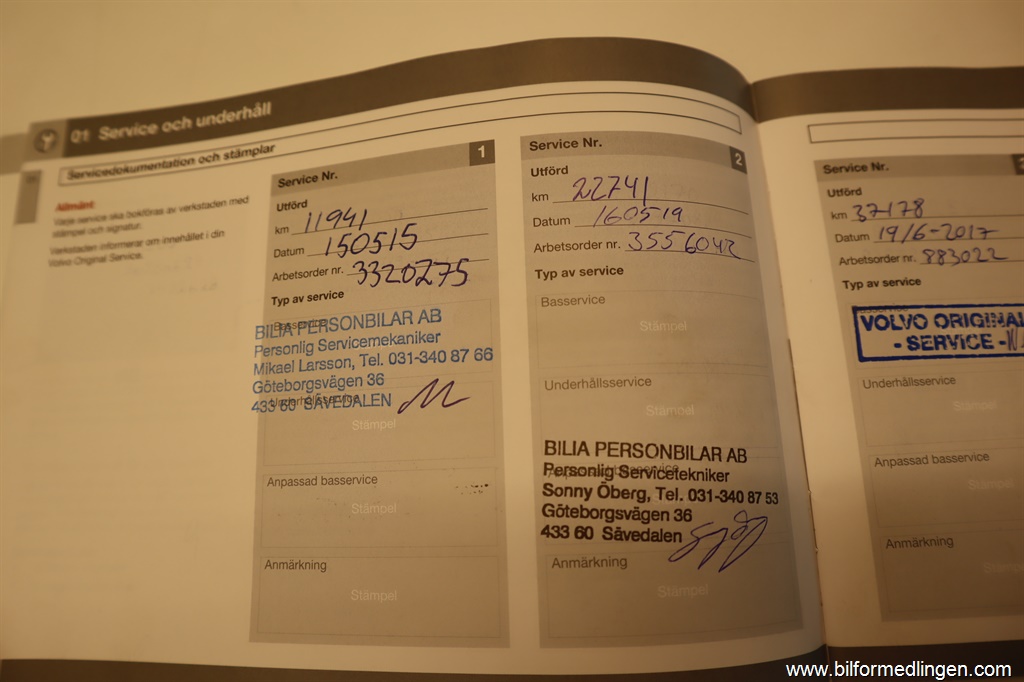 01 Service och underhåll
Servicedokumentation och stämplar
Allmänt
Varje service ska bokföras av verkstaden med
stämpel och signatur.
Verkstaden informerar om innehållet i din
Volvo Original Service.
Service Nr. 1
Utförd
km 11941
Datum 150515
Arbetsorder nr. 3320275
Typ av service
Basservice
BILIA PERSONBILAR AB
Personlig Servicemekaniker
Mikael Larsson, Tel. 031-340 87 66
Göteborgsvägen 36
Underhållsservice
433 60 SÄVEDALEN
Stämpel
Anpassad basservice
Stämpel
Anmärkning
Stämpel
Service Nr. 2
Utförd
km 22741
Datum 160519
Arbetsorder nr. 3556042
Typ av service
Basservice
Stämpel
Underhållsservice
Stämpel
BILIA PERSONBILAR AB
Personlig Servicetekniker
Sonny Öberg, Tel. 031-340 87 53
Göteborgsvägen 36
433 60 Sävedalen
Anmärkning
Stämpel
Service Nr. 3
Utförd
km 37178
Datum 19/6-2017
Arbetsorder nr. 883022
Typ av service
VOLVO ORIGINAL
- SERVICE -
Underhållsservice
Stämpel
Anpassad basservice
Stämpel
Anmärkning
Stämpel
www.bilformedlingen.com